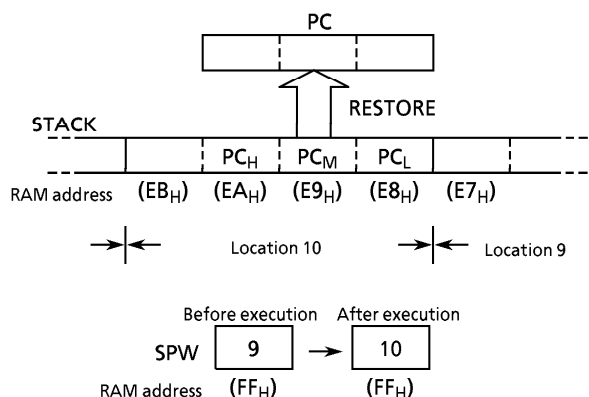 PC
RESTORE
STACK
PCH PCM PCL
RAM address (EBH) (EAH) (E9H) (E8H) (E7H)
Location 10 Location 9
Before execution After execution
SPW 9 10
RAM address (FFH) (FFH)